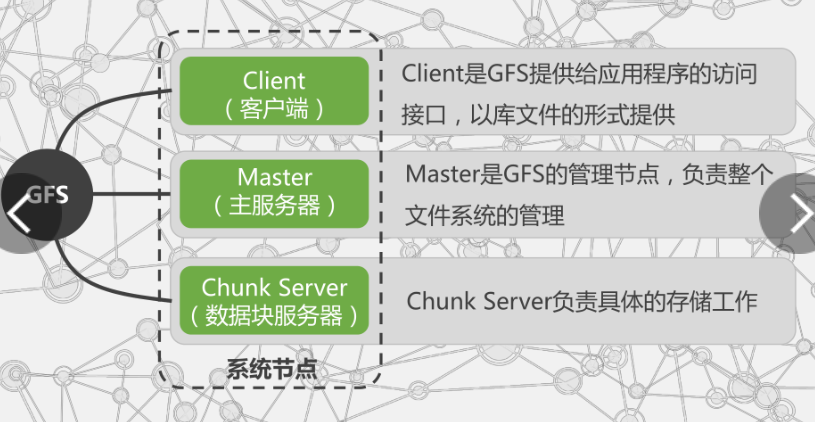 Client
（客户端）
Client是GFS提供给应用程序的访问
接口，以库文件的形式提供
GFS
Master
（主服务器）
Master是GFS的管理节点，负责整个
文件系统的管理
Chunk Server
（数据块服务器）
Chunk Server负责具体的存储工作
系统节点